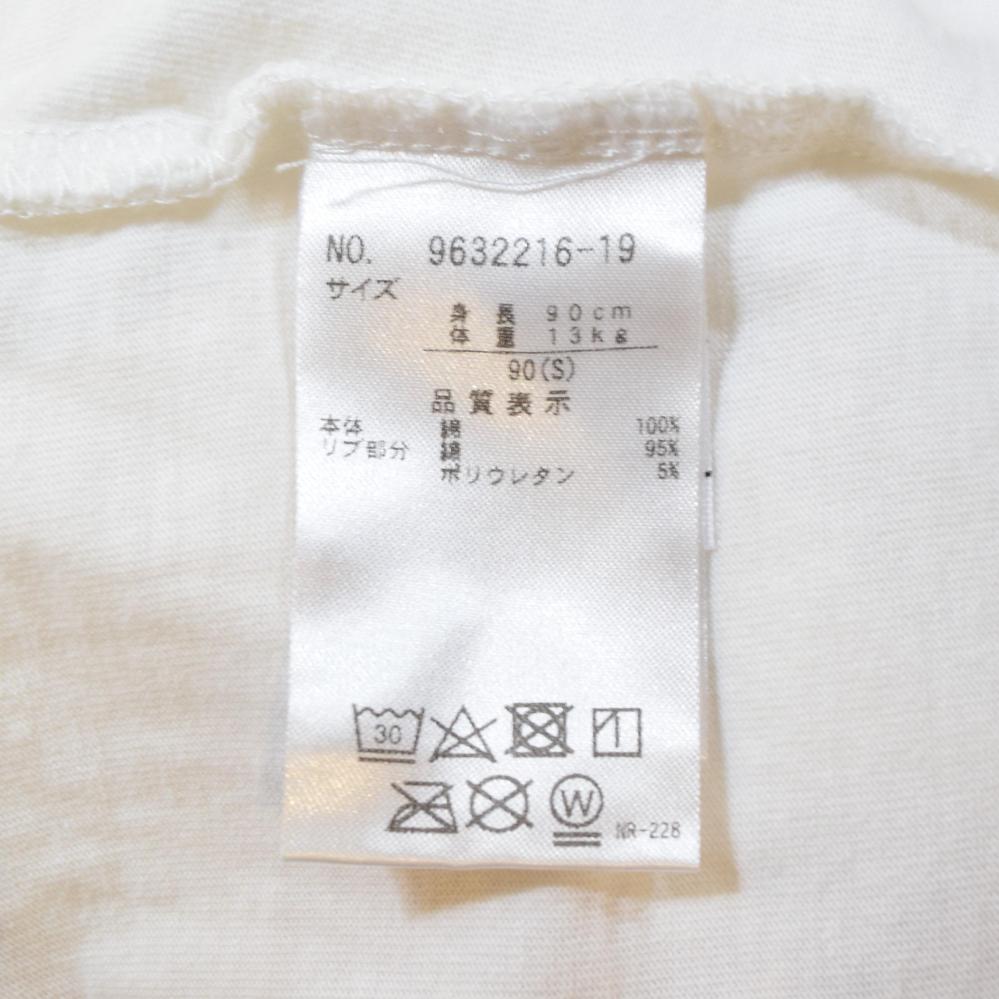 NO. 9632216-19
サイズ
身長 90cm
体重 13kg
90(S)
品質表示
本体 綿 100%
リブ部分 綿 95%
ポリウレタン 5%
30
W
NR-228